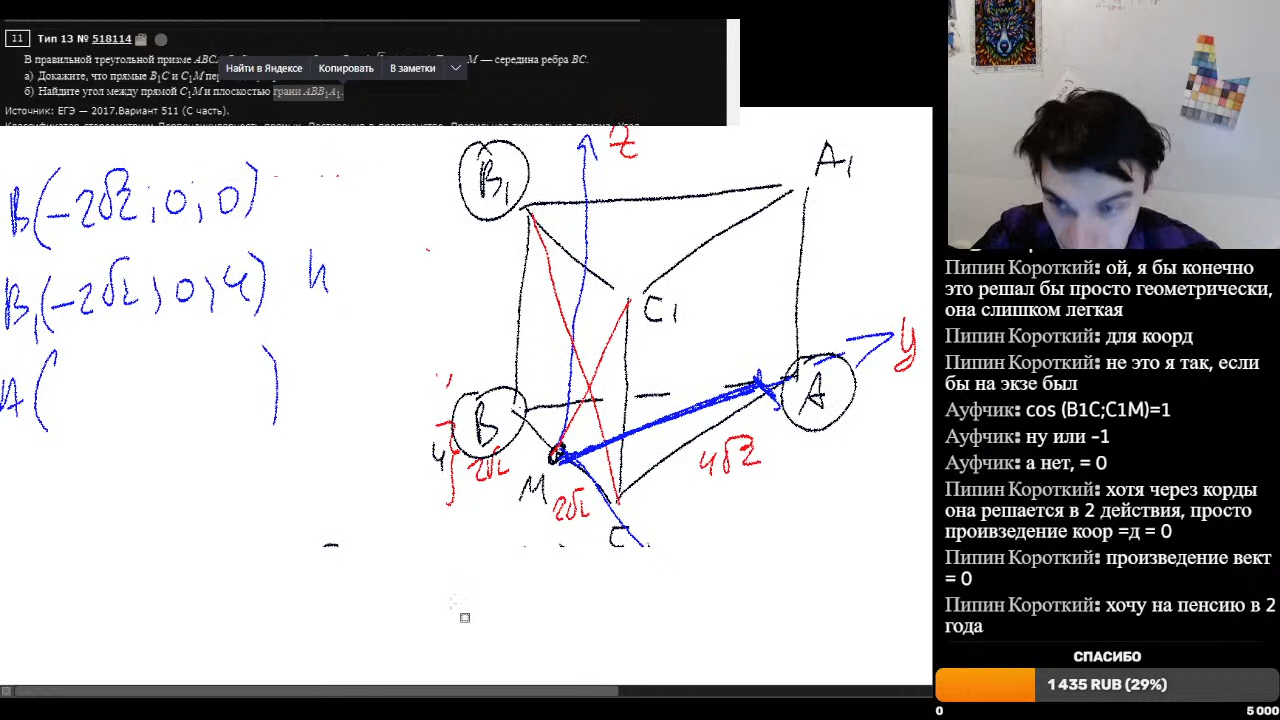 11 Тип 13 № 518114
В правильной треугольной призме ABC
M — середина ребра BC.
а) Докажите, что прямые B₁C и C₁M
б) Найдите угол между прямой C₁M и плоскостью грани ABB₁A₁.
Найти в Яндексе Копировать В заметки
Источник: ЕГЭ — 2017.Вариант 511 (С часть).
B(-2√2; 0; 0)
B₁(-2√2; 0; 4) h
A( )
z
B₁
A₁
C₁
y
B
A
4
2√2
M
2√2
4√2
C
Пипин Короткий: ой, я бы конечно
это решал бы просто геометрически,
она слишком легкая
Пипин Короткий: для коорд
Пипин Короткий: не это я так, если
бы на экзе был
Ауфчик: cos (B1C;C1M)=1
Ауфчик: ну или -1
Ауфчик: а нет, = 0
Пипин Короткий: хотя через корды
она решается в 2 действия, просто
проивзедение коор =д = 0
Пипин Короткий: произведение вект
= 0
Пипин Короткий: хочу на пенсию в 2
года
СПАСИБО
1 435 RUB (29%)
0 5 000